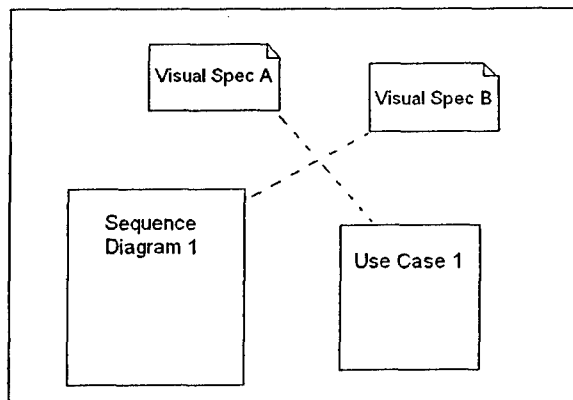 Visual Spec A
Visual Spec B
Sequence
Diagram 1
Use Case 1